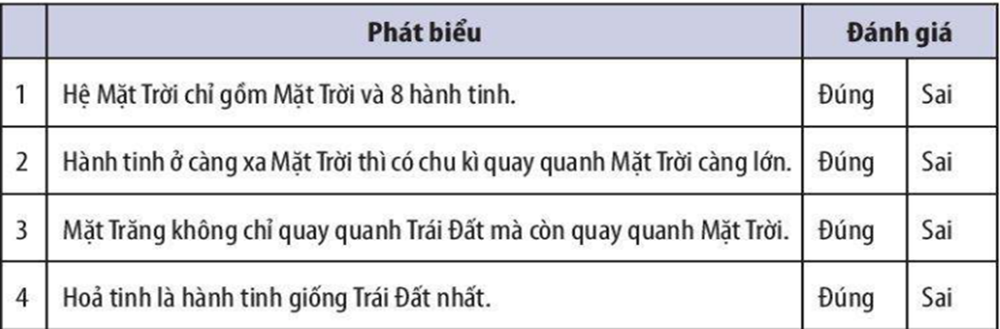 Phát biểu Đánh giá
1 Hệ Mặt Trời chỉ gồm Mặt Trời và 8 hành tinh. Đúng Sai
2 Hành tinh ở càng xa Mặt Trời thì có chu kì quay quanh Mặt Trời càng lớn. Đúng Sai
3 Mặt Trăng không chỉ quay quanh Trái Đất mà còn quay quanh Mặt Trời. Đúng Sai
4 Hoả tinh là hành tinh giống Trái Đất nhất. Đúng Sai